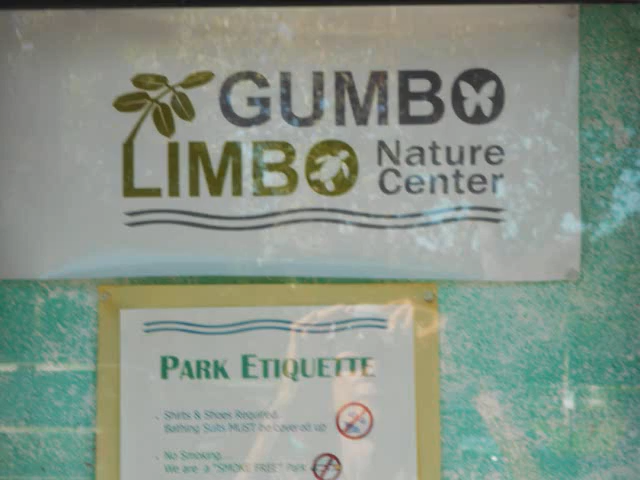 GUMBO
LIMBO Nature
Center
PARK ETIQUETTE
· Shirts & Shoes Required...
Bathing Suits MUST be covered up
· No Smoking...
We are a "SMOKE FREE" Park